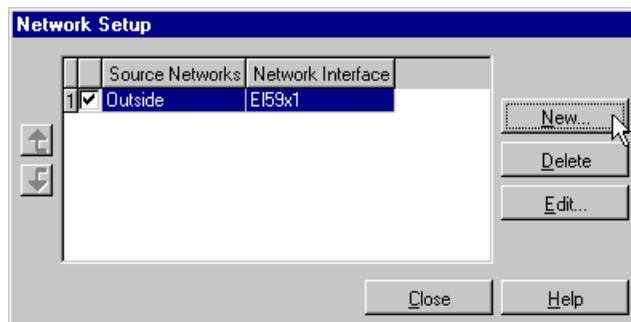 Network Setup
Source Networks Network Interface
1 Outside El59x1
New...
Delete
Edit...
Close Help